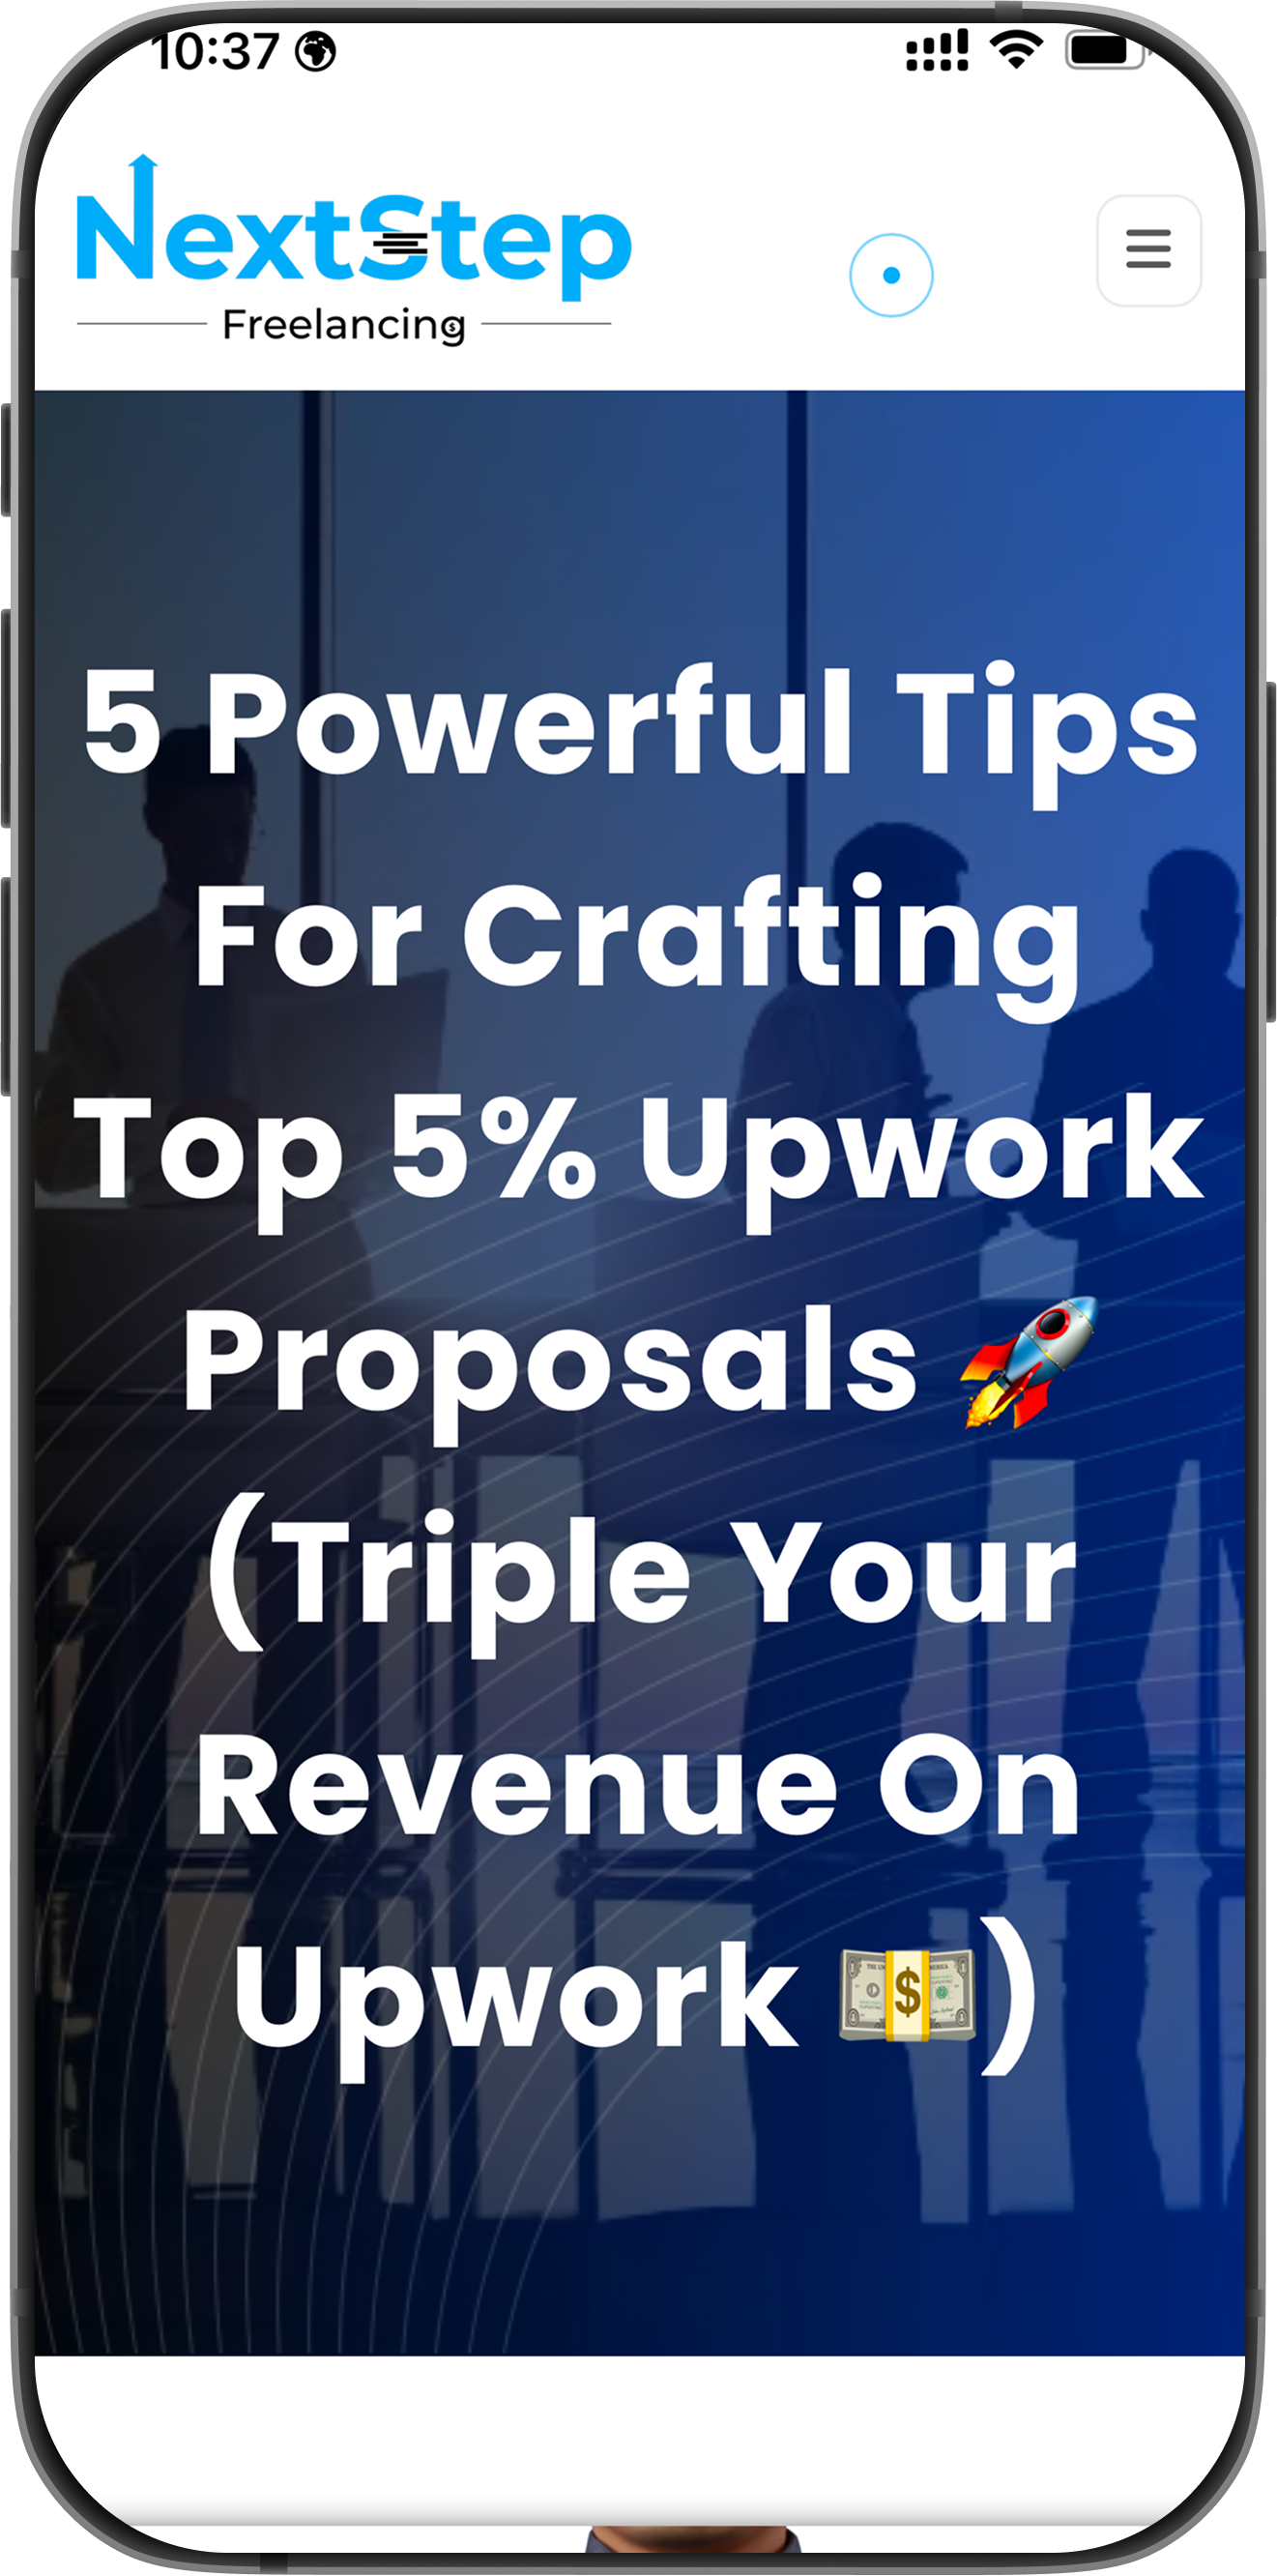 10:37
NextStep
Freelancing
5 Powerful Tips
For Crafting
Top 5% Upwork
Proposals 🚀
(Triple Your
Revenue On
Upwork 💵)